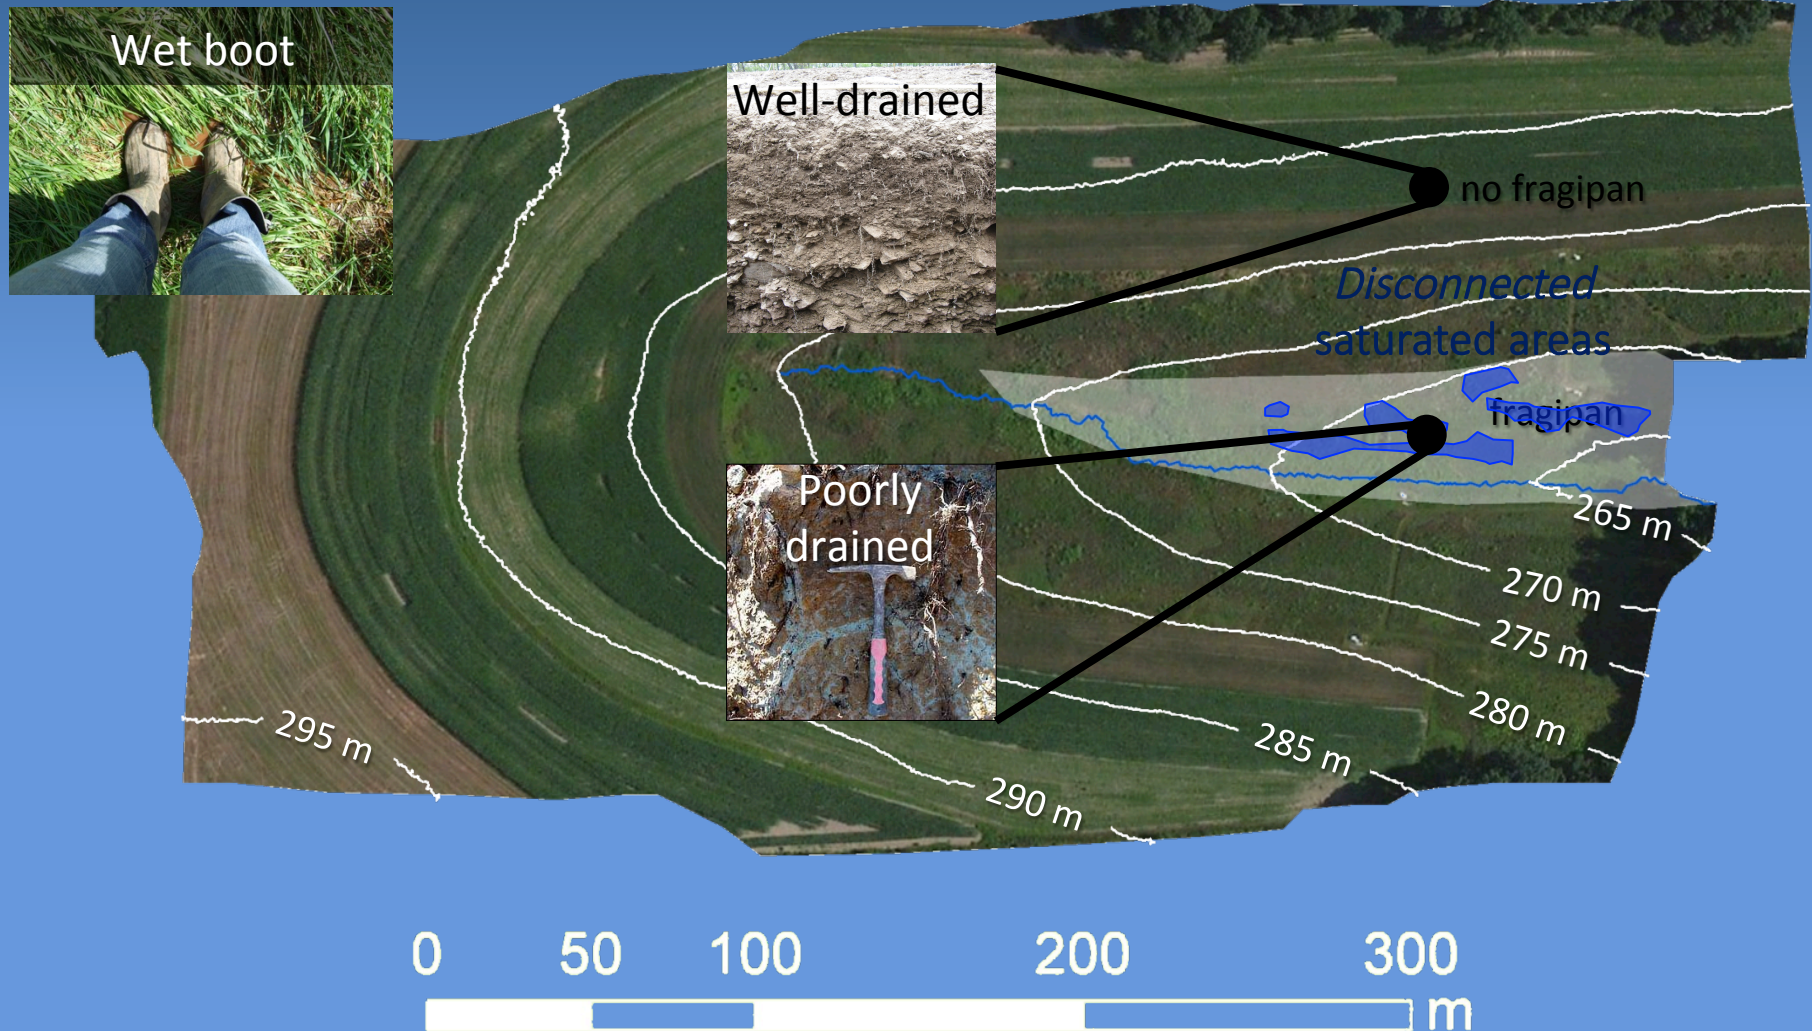 Wet boot
Well-drained
no fragipan
Disconnected
saturated areas
fragipan
Poorly
drained
265 m
270 m
275 m
280 m
285 m
290 m
295 m
0 50 100 200 300
m